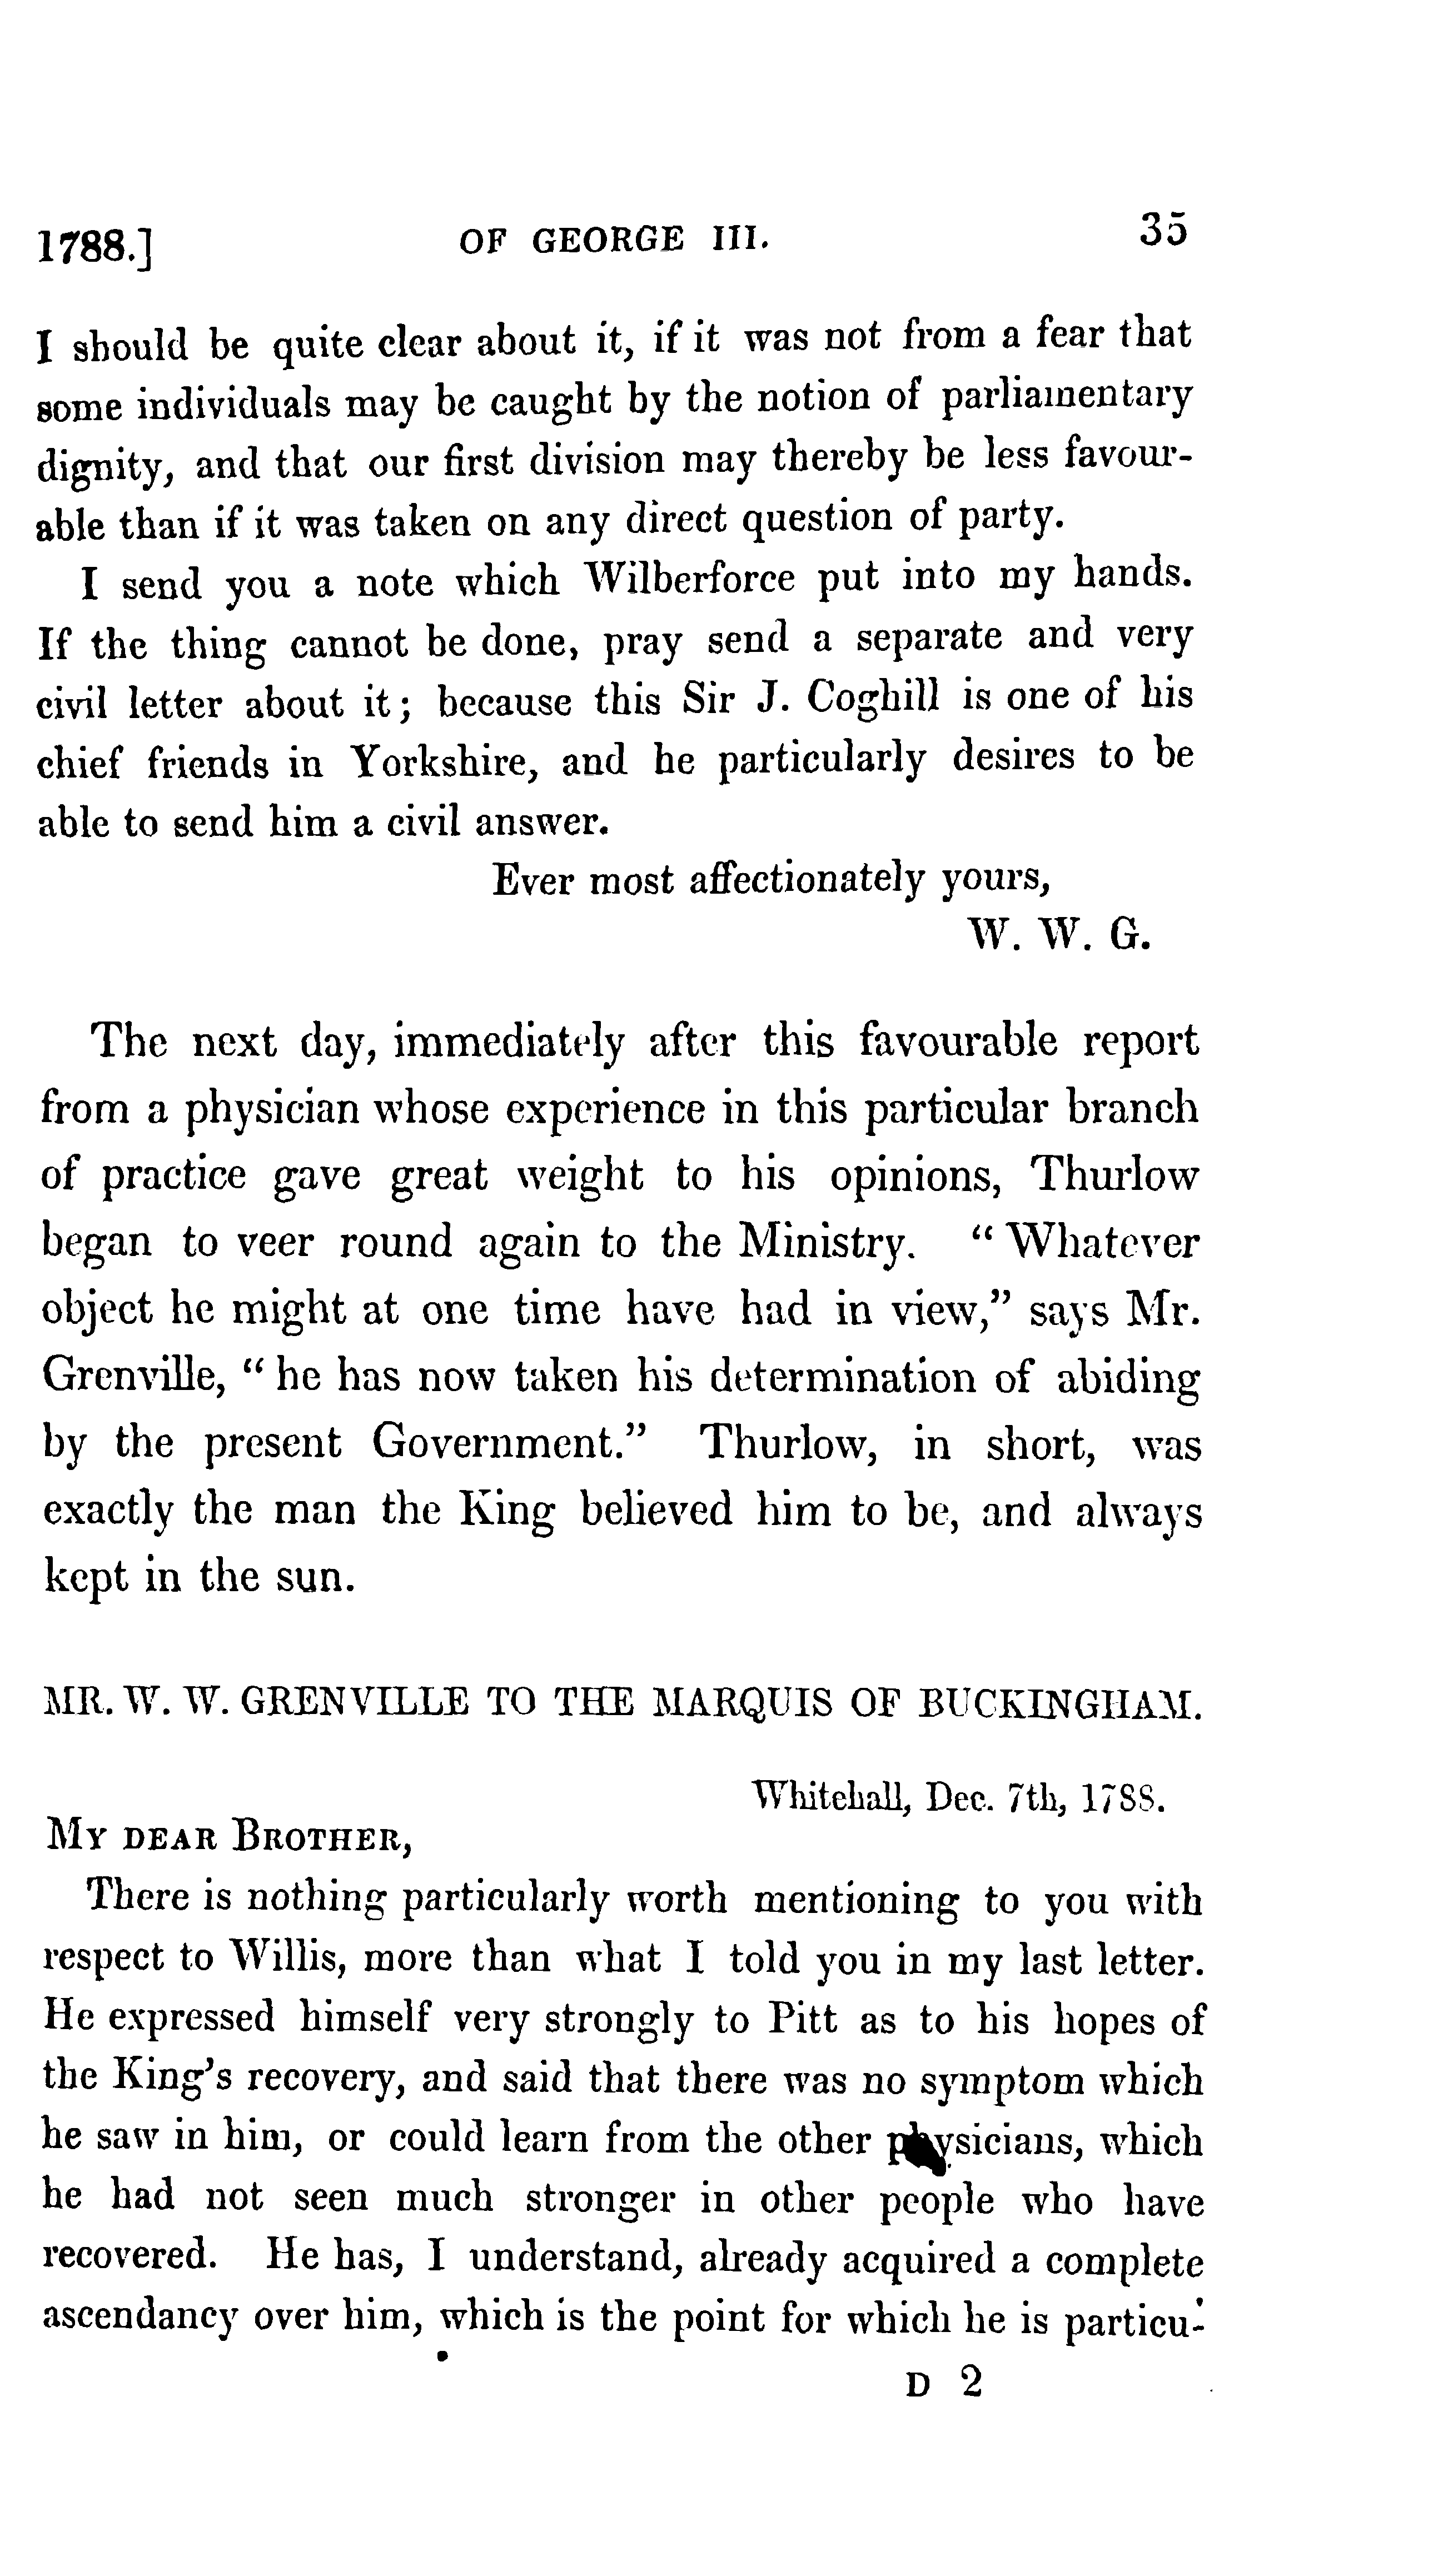 1788.] OF GEORGE III. 35
I should be quite clear about it, if it was not from a fear that
some individuals may be caught by the notion of parliamentary
dignity, and that our first division may thereby be less favour-
able than if it was taken on any direct question of party.
I send you a note which Wilberforce put into my hands.
If the thing cannot be done, pray send a separate and very
civil letter about it; because this Sir J. Coghill is one of his
chief friends in Yorkshire, and he particularly desires to be
able to send him a civil answer.
Ever most affectionately yours,
W. W. G.
The next day, immediately after this favourable report
from a physician whose experience in this particular branch
of practice gave great weight to his opinions, Thurlow
began to veer round again to the Ministry. "Whatever
object he might at one time have had in view," says Mr.
Grenville, "he has now taken his determination of abiding
by the present Government." Thurlow, in short, was
exactly the man the King believed him to be, and always
kept in the sun.
MR. W. W. GRENVILLE TO THE MARQUIS OF BUCKINGHAM.
Whitehall, Dec. 7th, 1788.
MY DEAR BROTHER,
There is nothing particularly worth mentioning to you with
respect to Willis, more than what I told you in my last letter.
He expressed himself very strongly to Pitt as to his hopes of
the King's recovery, and said that there was no symptom which
he saw in him, or could learn from the other physicians, which
he had not seen much stronger in other people who have
recovered. He has, I understand, already acquired a complete
ascendancy over him, which is the point for which he is particu-
D 2